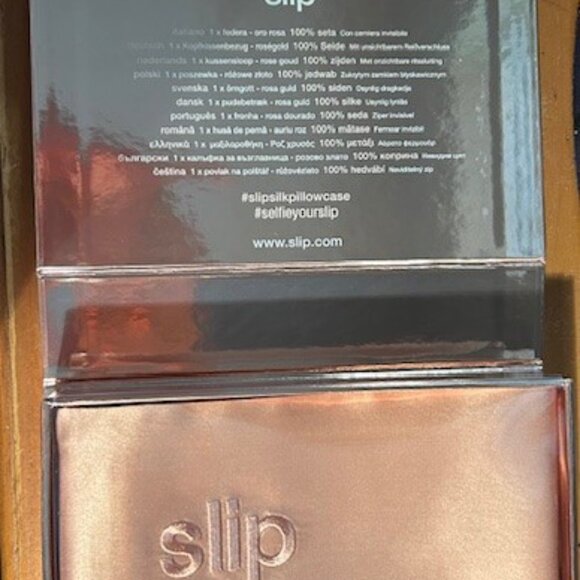 slip
italiano 1 x federa - oro rosa 100% seta Con cerniera invisibile
deutsch 1 x Kopfkissenbezug - roségold 100% Seide Mit unsichtbarem Reißverschluss
nederlands 1 x kussensloop - rose goud 100% zijden Met onzichtbare ritssluiting
polski 1 x poszewka - różowe złoto 100% jedwab Z ukrytym zamkiem błyskawicznym
svenska 1 x örngott - rosa guld 100% siden Osynlig dragkedja
dansk 1 x pudebetræk - rosa guld 100% silke Usynlig lynlås
português 1 x fronha - rosa dourado 100% seda Zíper invisível
română 1 x husă de pernă - auriu roz 100% mătase Fermoar invizibil
ελληνικά 1 x μαξιλαροθήκη - Ροζ χρυσός 100% μετάξι Αόρατο φερμουάρ
български 1 x калъфка за възглавница - розово злато 100% коприна Невидим цип
čeština 1 x povlak na polštář - růžovézlato 100% hedvábí Neviditelný zip
#slipsilkpillowcase
#selfieyourslip
www.slip.com
slip